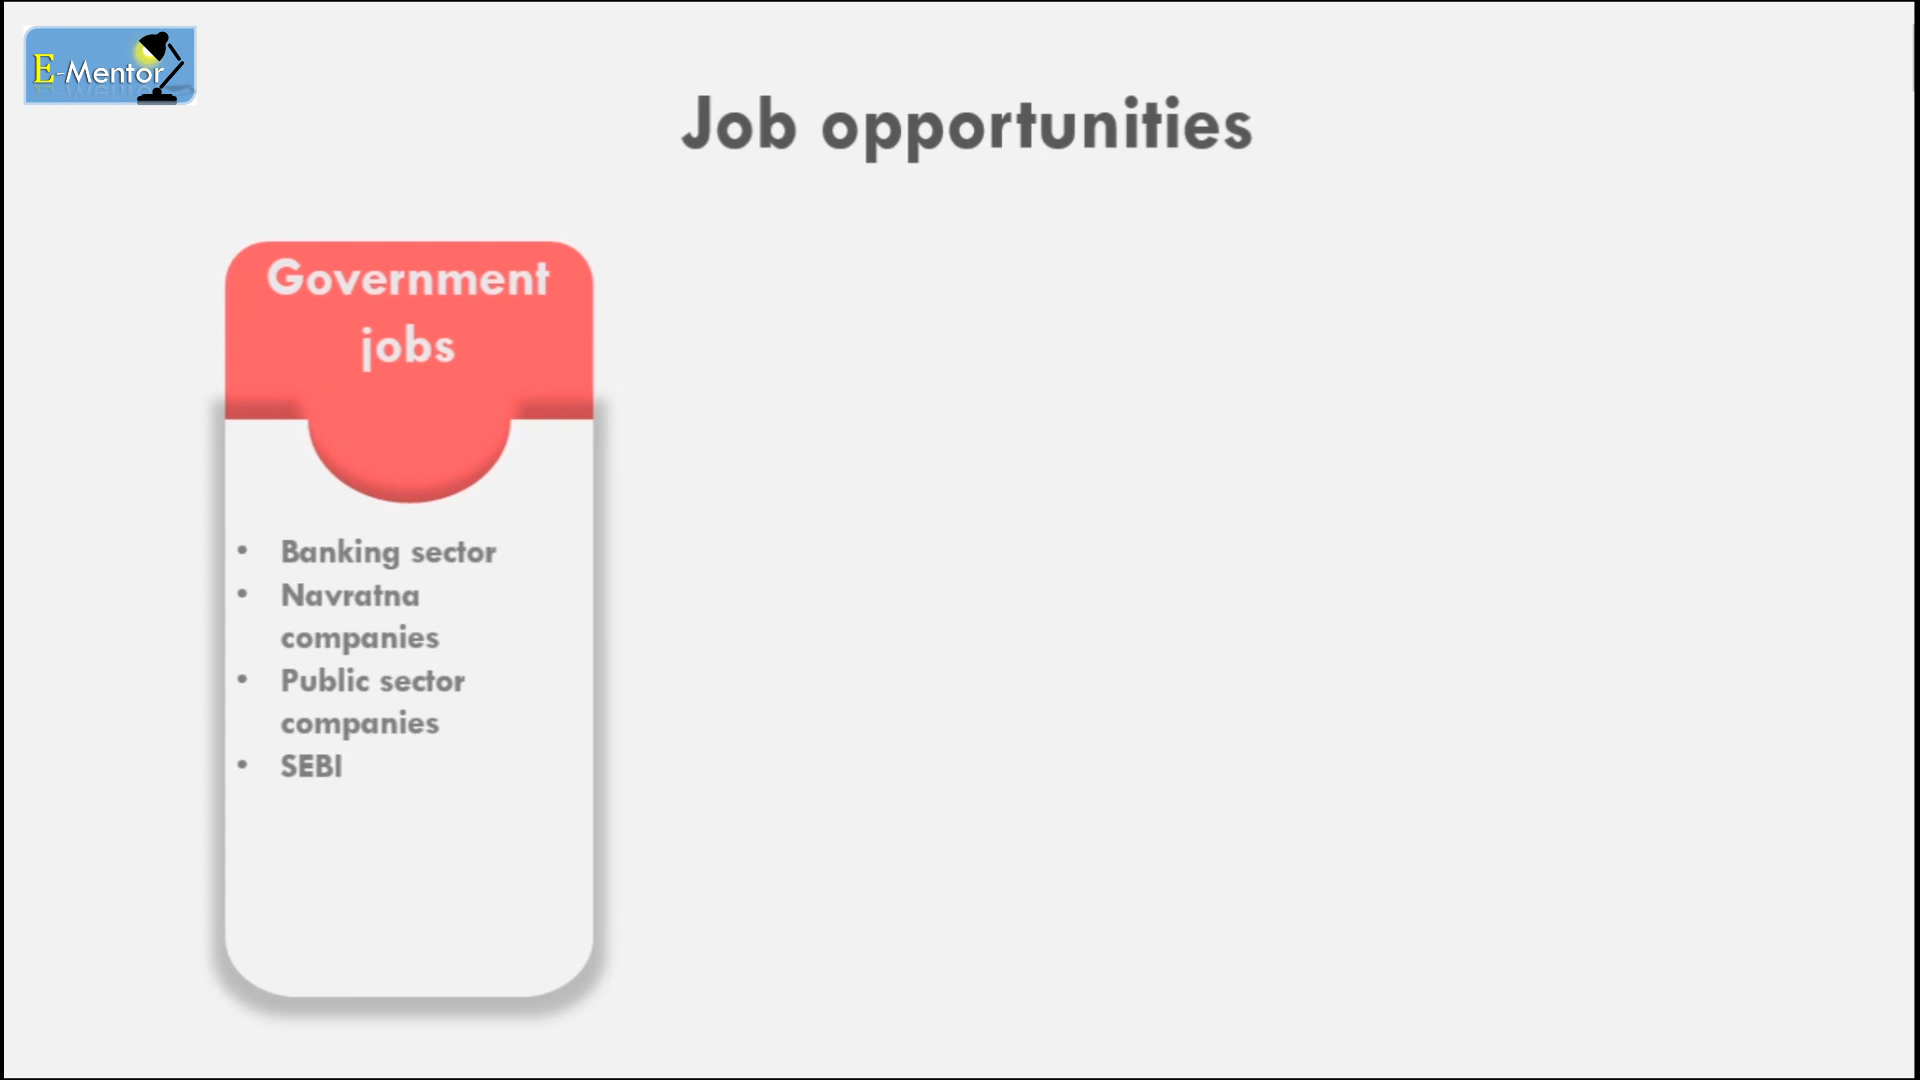 E-Mentor
Job opportunities
Government
jobs
• Banking sector
• Navratna
companies
• Public sector
companies
• SEBI